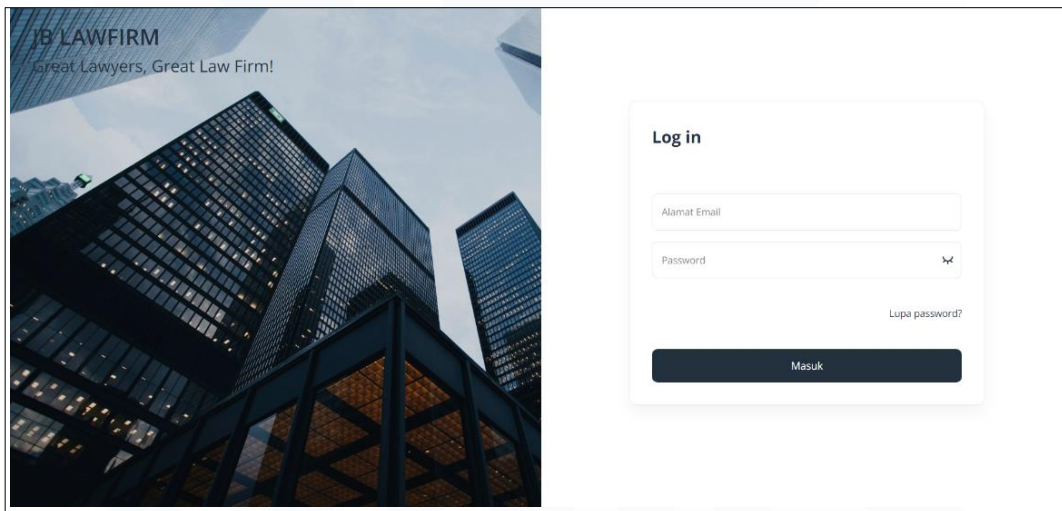 JB LAWFIRM
Great Lawyers, Great Law Firm!
Log in
Alamat Email
Password
Lupa password?
Masuk